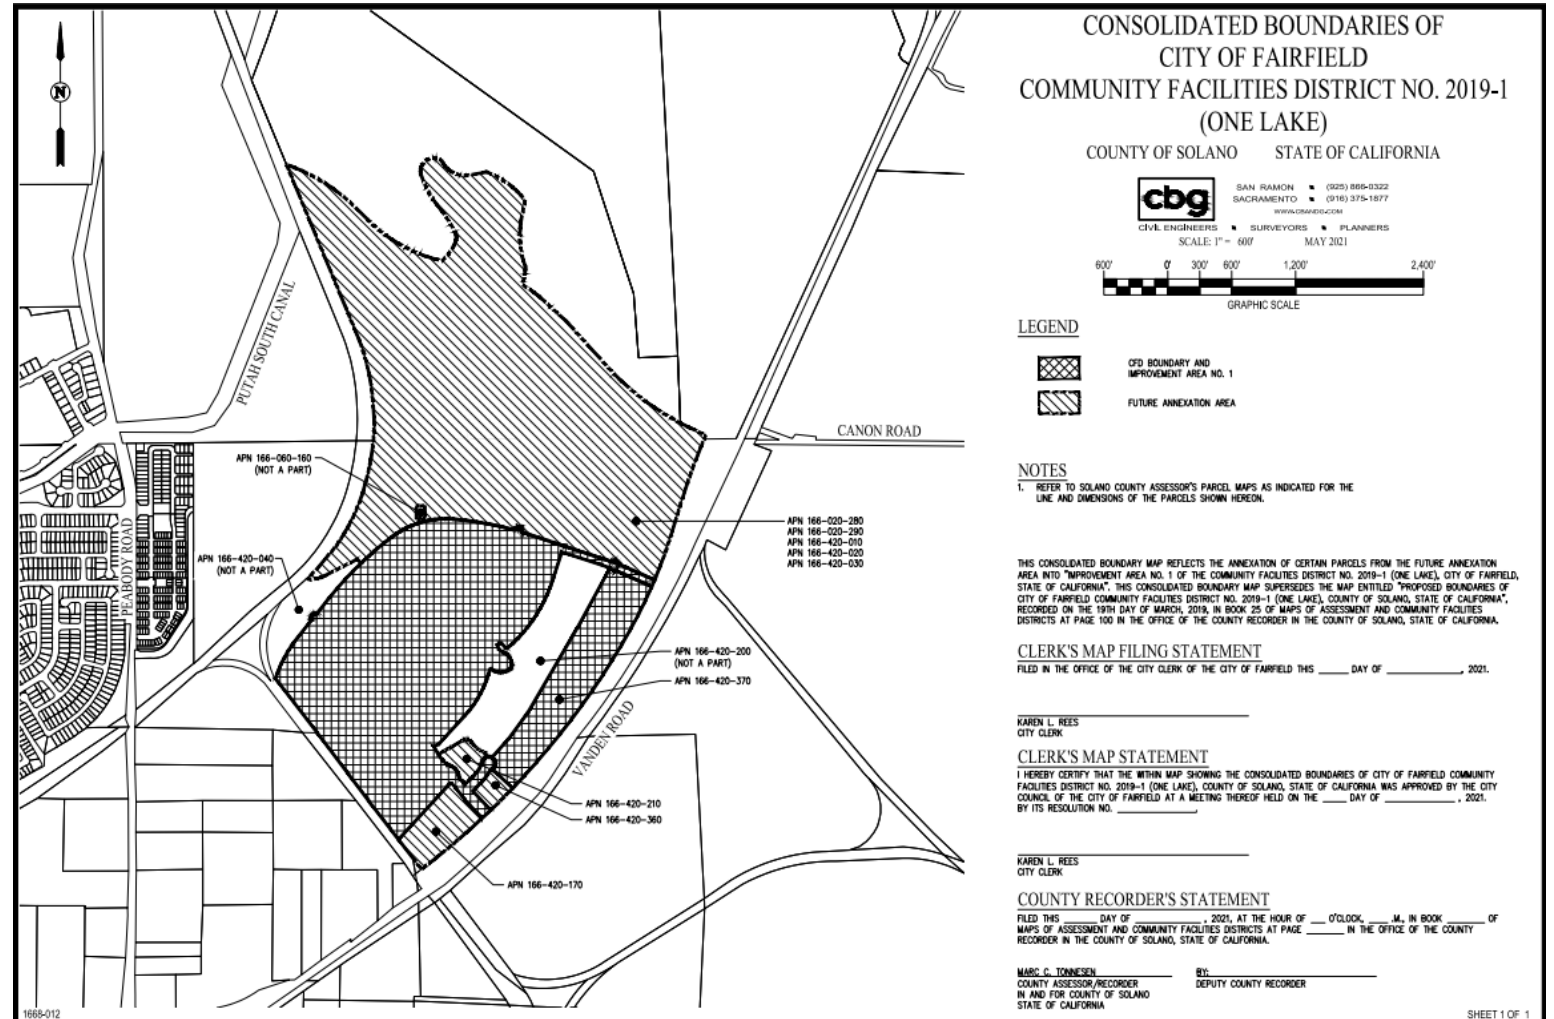 CONSOLIDATED BOUNDARIES OF
CITY OF FAIRFIELD
COMMUNITY FACILITIES DISTRICT NO. 2019-1
(ONE LAKE)
COUNTY OF SOLANO STATE OF CALIFORNIA
cbg
SAN RAMON ▪ (925) 866-0322
SACRAMENTO ▪ (916) 375-1877
WWW.CBANDG.COM
CIVIL ENGINEERS ▪ SURVEYORS ▪ PLANNERS
SCALE: 1" = 600' MAY 2021
600' 0' 300' 600' 1,200' 2,400'
GRAPHIC SCALE
LEGEND
CFD BOUNDARY AND
IMPROVEMENT AREA NO. 1
FUTURE ANNEXATION AREA
NOTES
1. REFER TO SOLANO COUNTY ASSESSOR'S PARCEL MAPS AS INDICATED FOR THE
LINE AND DIMENSIONS OF THE PARCELS SHOWN HEREON.
THIS CONSOLIDATED BOUNDARY MAP REFLECTS THE ANNEXATION OF CERTAIN PARCELS FROM THE FUTURE ANNEXATION
AREA INTO "IMPROVEMENT AREA NO. 1 OF THE COMMUNITY FACILITIES DISTRICT NO. 2019-1 (ONE LAKE), CITY OF FAIRFIELD,
STATE OF CALIFORNIA". THIS CONSOLIDATED BOUNDARY MAP SUPERSEDES THE MAP ENTITLED "PROPOSED BOUNDARIES OF
CITY OF FAIRFIELD COMMUNITY FACILITIES DISTRICT NO. 2019-1 (ONE LAKE), COUNTY OF SOLANO, STATE OF CALIFORNIA",
RECORDED ON THE 19TH DAY OF MARCH, 2019, IN BOOK 25 OF MAPS OF ASSESSMENT AND COMMUNITY FACILITIES
DISTRICTS AT PAGE 100 IN THE OFFICE OF THE COUNTY RECORDER IN THE COUNTY OF SOLANO, STATE OF CALIFORNIA.
CLERK'S MAP FILING STATEMENT
FILED IN THE OFFICE OF THE CITY CLERK OF THE CITY OF FAIRFIELD THIS _____ DAY OF _____________, 2021.
KAREN L. REES
CITY CLERK
CLERK'S MAP STATEMENT
I HEREBY CERTIFY THAT THE WITHIN MAP SHOWING THE CONSOLIDATED BOUNDARIES OF CITY OF FAIRFIELD COMMUNITY
FACILITIES DISTRICT NO. 2019-1 (ONE LAKE), COUNTY OF SOLANO, STATE OF CALIFORNIA WAS APPROVED BY THE CITY
COUNCIL OF THE CITY OF FAIRFIELD AT A MEETING THEREOF HELD ON THE ____ DAY OF _____________, 2021.
BY ITS RESOLUTION NO. _____________.
KAREN L. REES
CITY CLERK
COUNTY RECORDER'S STATEMENT
FILED THIS ______ DAY OF ____________, 2021, AT THE HOUR OF ___ O'CLOCK, ____ .M., IN BOOK _______ OF
MAPS OF ASSESSMENT AND COMMUNITY FACILITIES DISTRICTS AT PAGE _______ IN THE OFFICE OF THE COUNTY
RECORDER IN THE COUNTY OF SOLANO, STATE OF CALIFORNIA.
MARC C. TONNESEN BY:
COUNTY ASSESSOR/RECORDER DEPUTY COUNTY RECORDER
IN AND FOR COUNTY OF SOLANO
STATE OF CALIFORNIA
N
PUTAH SOUTH CANAL
CANON ROAD
APN 166-060-160
(NOT A PART)
PEABODY ROAD
APN 166-420-040
(NOT A PART)
APN 166-020-280
APN 166-020-290
APN 166-420-010
APN 166-420-020
APN 166-420-030
APN 166-420-200
(NOT A PART)
APN 166-420-370
VANDEN ROAD
APN 166-420-210
APN 166-420-360
APN 166-420-170
1668-012
SHEET 1 OF 1